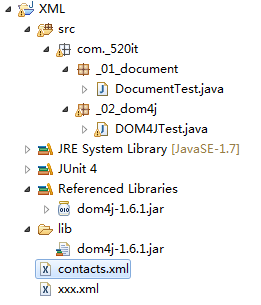 XML
src
com._520it
_01_document
DocumentTest.java
_02_dom4j
DOM4JTest.java
JRE System Library [JavaSE-1.7]
JUnit 4
Referenced Libraries
dom4j-1.6.1.jar
lib
dom4j-1.6.1.jar
contacts.xml
xxx.xml